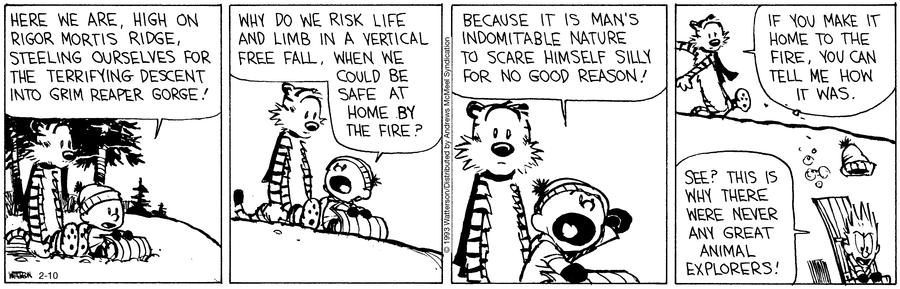 HERE WE ARE, HIGH ON
RIGOR MORTIS RIDGE,
STEELING OURSELVES FOR
THE TERRIFYING DESCENT
INTO GRIM REAPER GORGE!
WATTERSON 2-10
WHY DO WE RISK LIFE
AND LIMB IN A VERTICAL
FREE FALL, WHEN WE
COULD BE
SAFE AT
HOME BY
THE FIRE?
© 1993 Watterson/Distributed by Andrews McMeel Syndication
BECAUSE IT IS MAN'S
INDOMITABLE NATURE
TO SCARE HIMSELF SILLY
FOR NO GOOD REASON!
IF YOU MAKE IT
HOME TO THE
FIRE, YOU CAN
TELL ME HOW
IT WAS.
SEE? THIS IS
WHY THERE
WERE NEVER
ANY GREAT
ANIMAL
EXPLORERS!